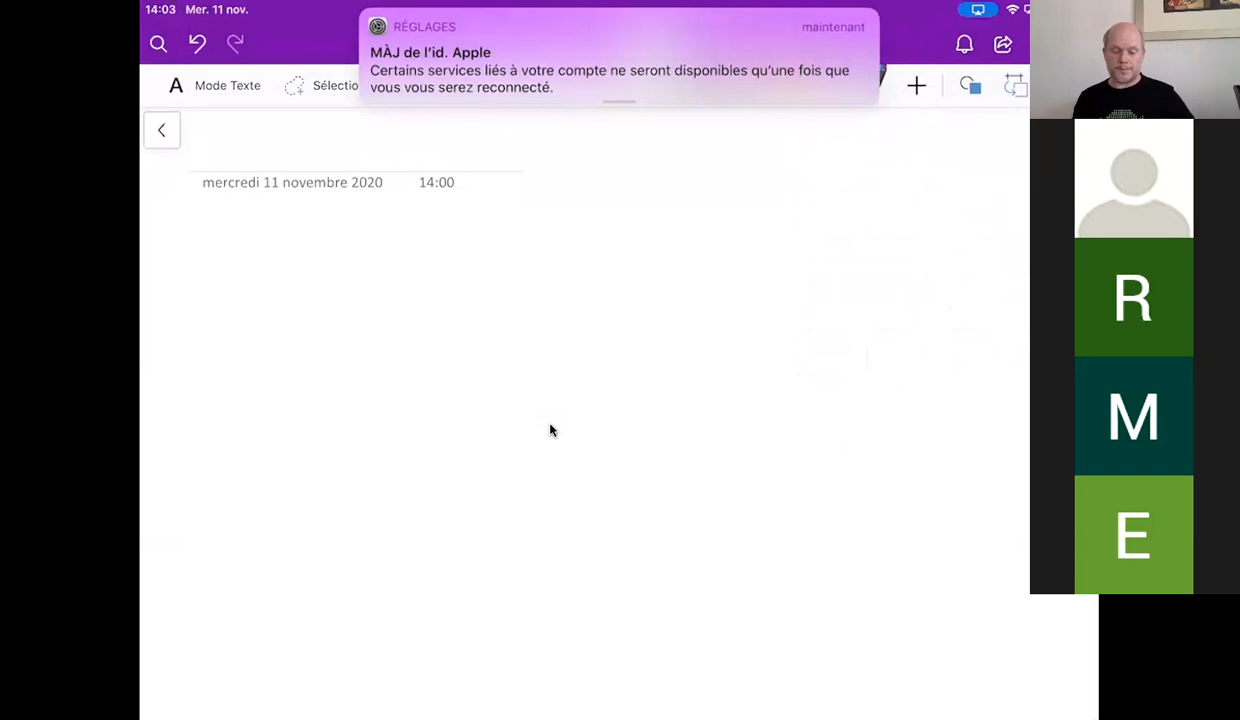 14:03 Mer. 11 nov.
RÉGLAGES maintenant
MÀJ de l'id. Apple
Certains services liés à votre compte ne seront disponibles qu'une fois que
vous vous serez reconnecté.
A Mode Texte
mercredi 11 novembre 2020 14:00
R
M
E